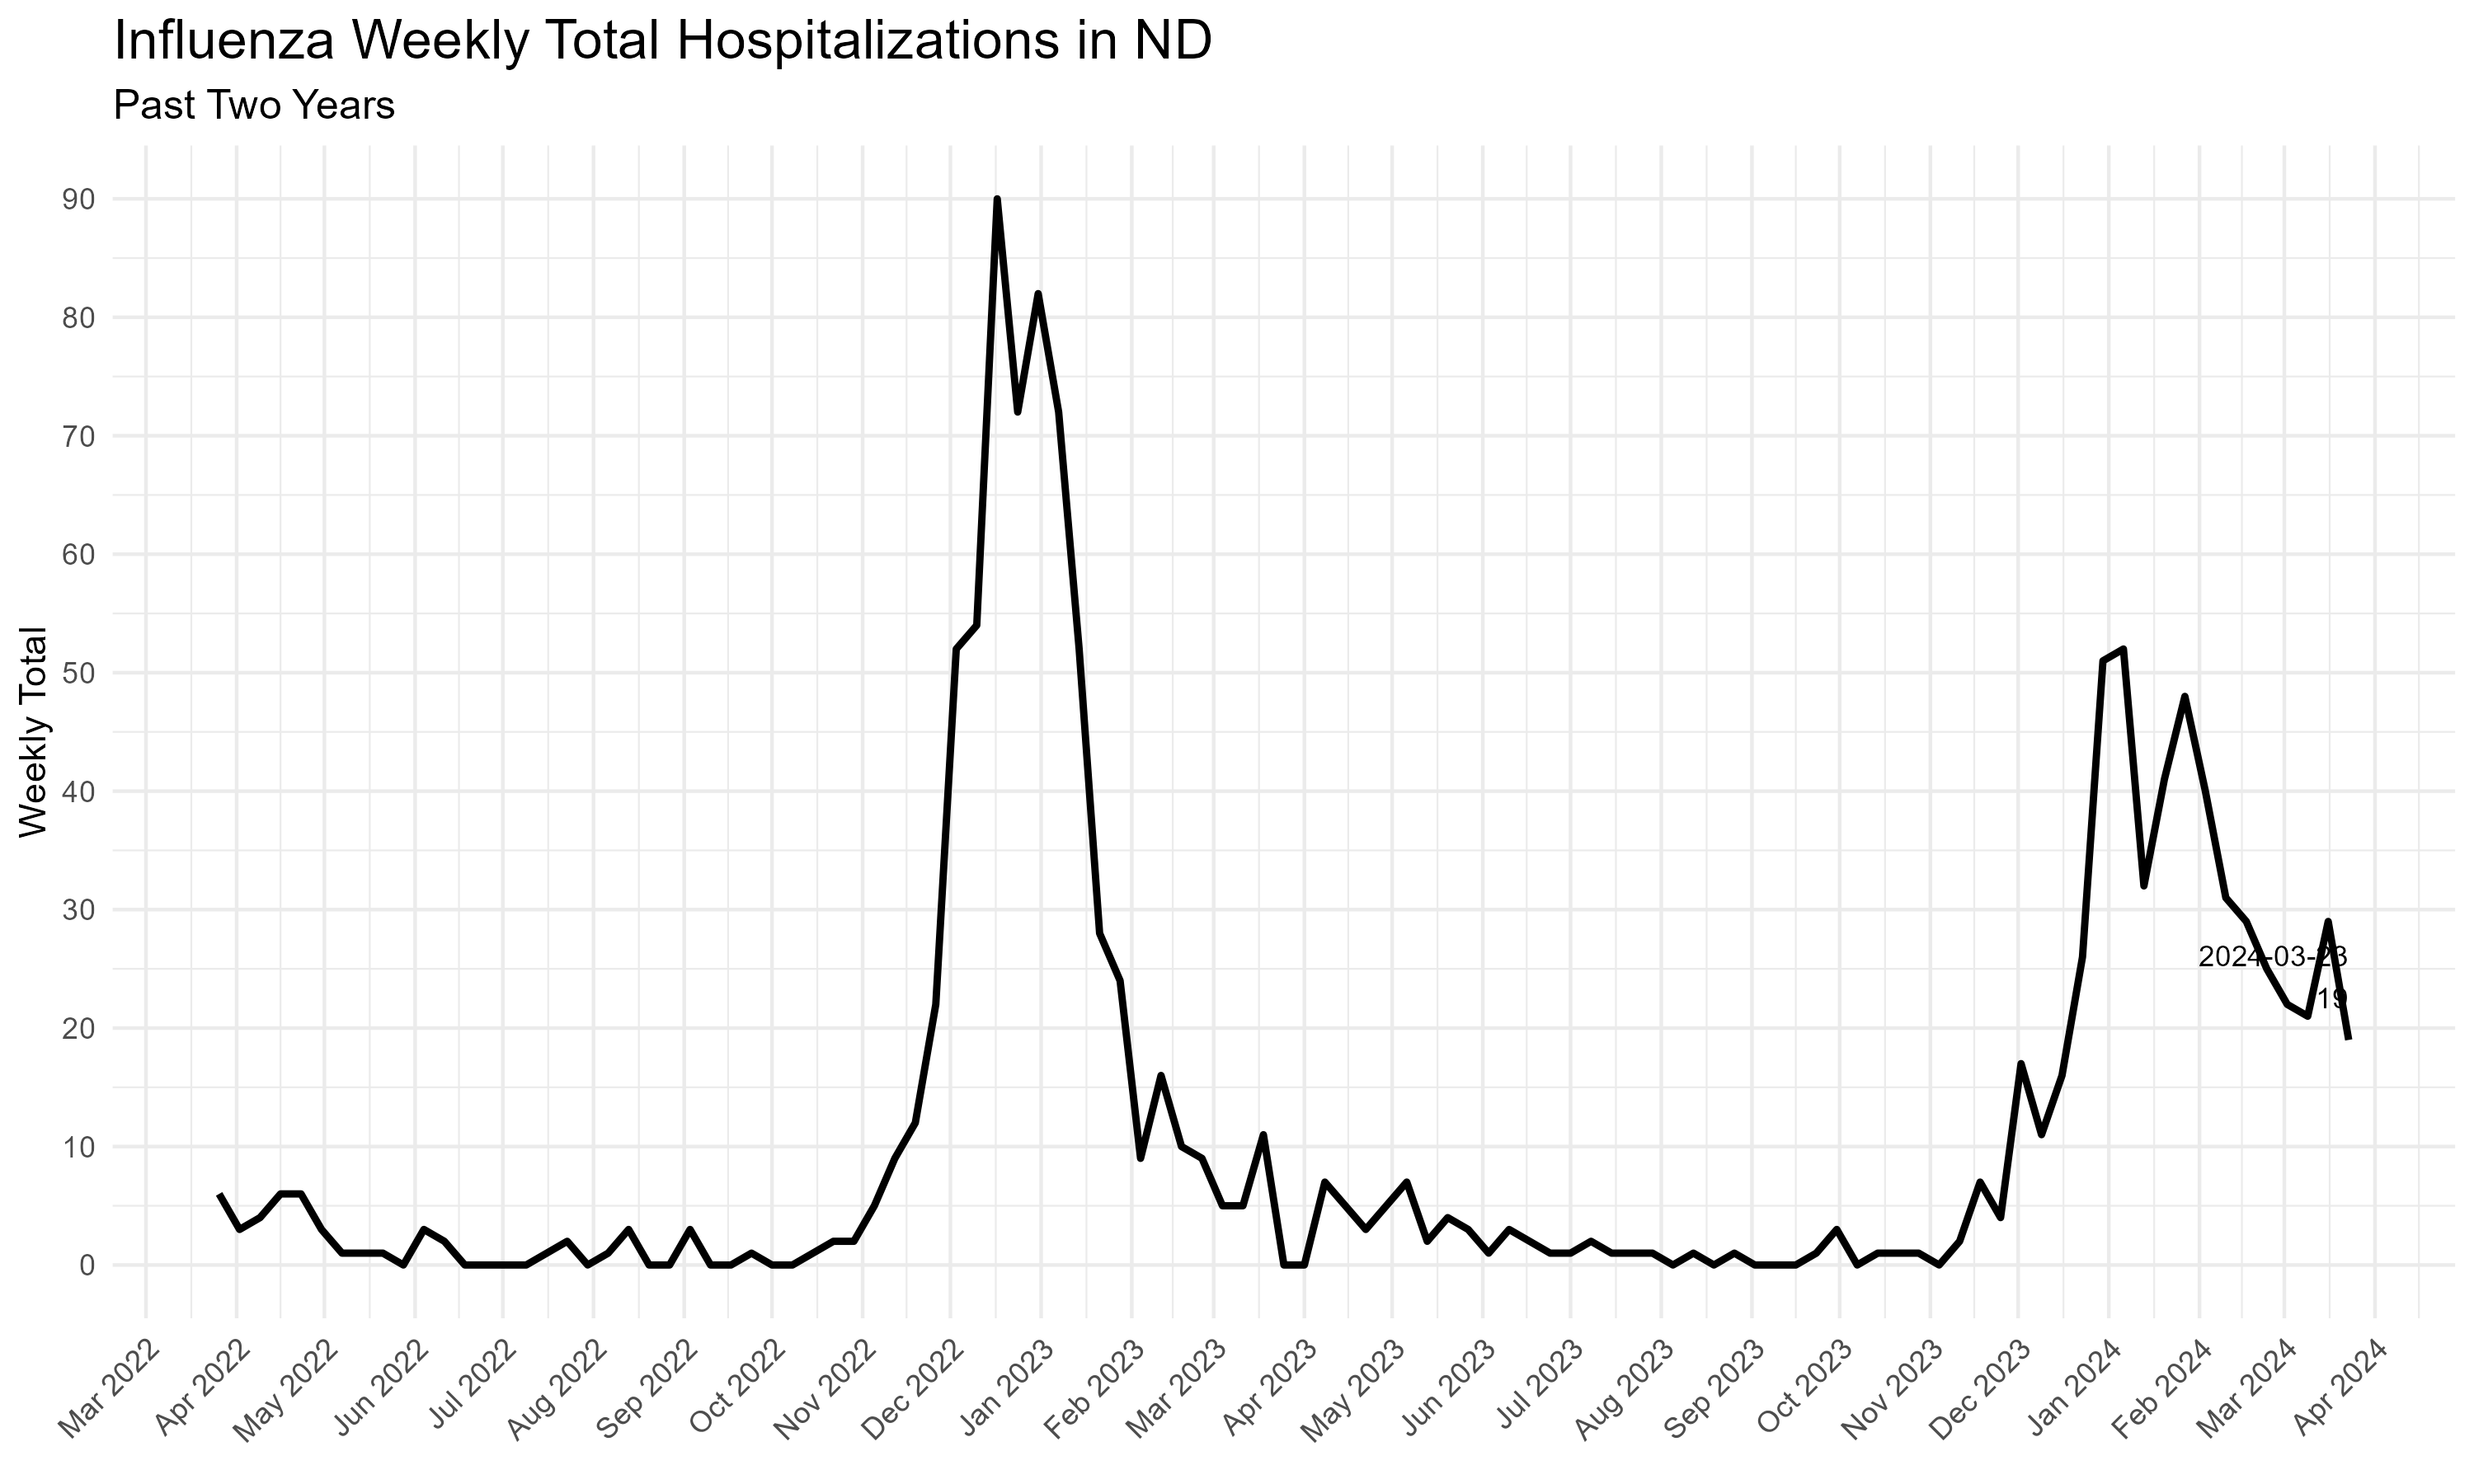 Influenza Weekly Total Hospitalizations in ND
Past Two Years
Weekly Total
90
80
70
60
50
40
30
20
10
0
2024-03-23
19
Mar 2022
Apr 2022
May 2022
Jun 2022
Jul 2022
Aug 2022
Sep 2022
Oct 2022
Nov 2022
Dec 2022
Jan 2023
Feb 2023
Mar 2023
Apr 2023
May 2023
Jun 2023
Jul 2023
Aug 2023
Sep 2023
Oct 2023
Nov 2023
Dec 2023
Jan 2024
Feb 2024
Mar 2024
Apr 2024